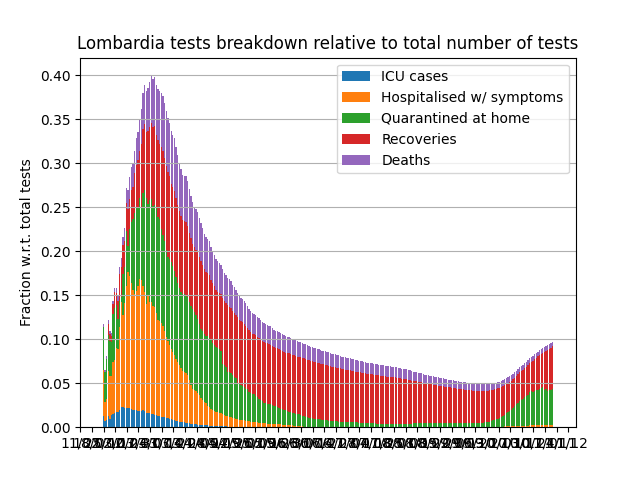 Lombardia tests breakdown relative to total number of tests
ICU cases
Hospitalised w/ symptoms
Quarantined at home
Recoveries
Deaths
Fraction w.r.t. total tests
0.40
0.35
0.30
0.25
0.20
0.15
0.10
0.05
0.00